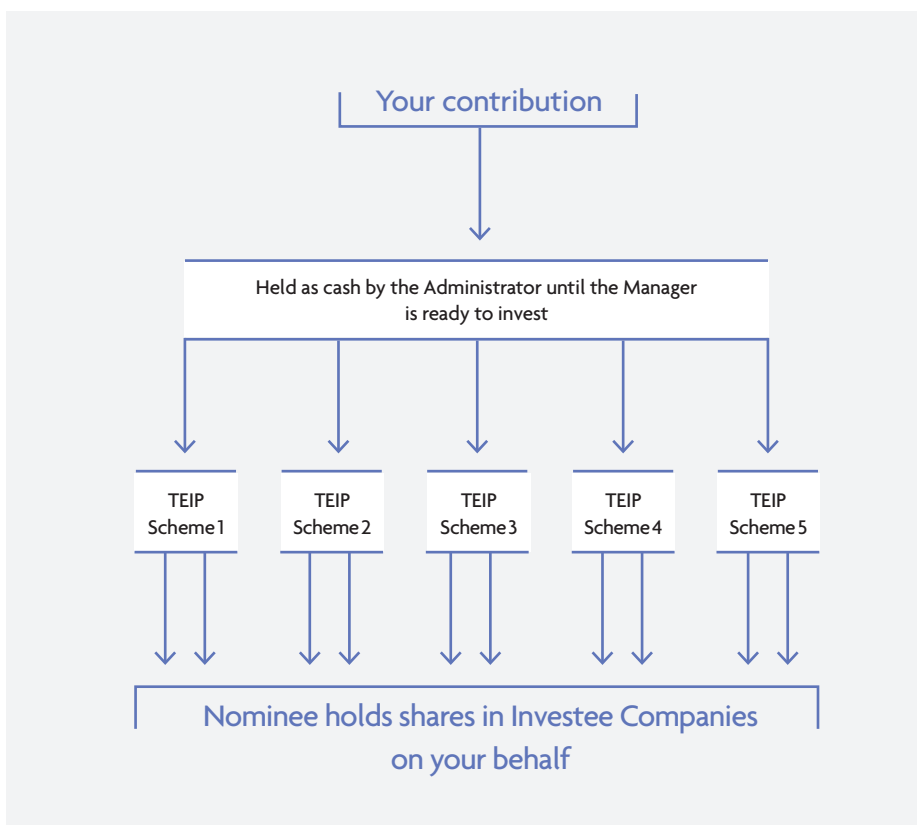 Your contribution
Held as cash by the Administrator until the Manager
is ready to invest
TEIP
Scheme 1
TEIP
Scheme 2
TEIP
Scheme 3
TEIP
Scheme 4
TEIP
Scheme 5
Nominee holds shares in Investee Companies
on your behalf